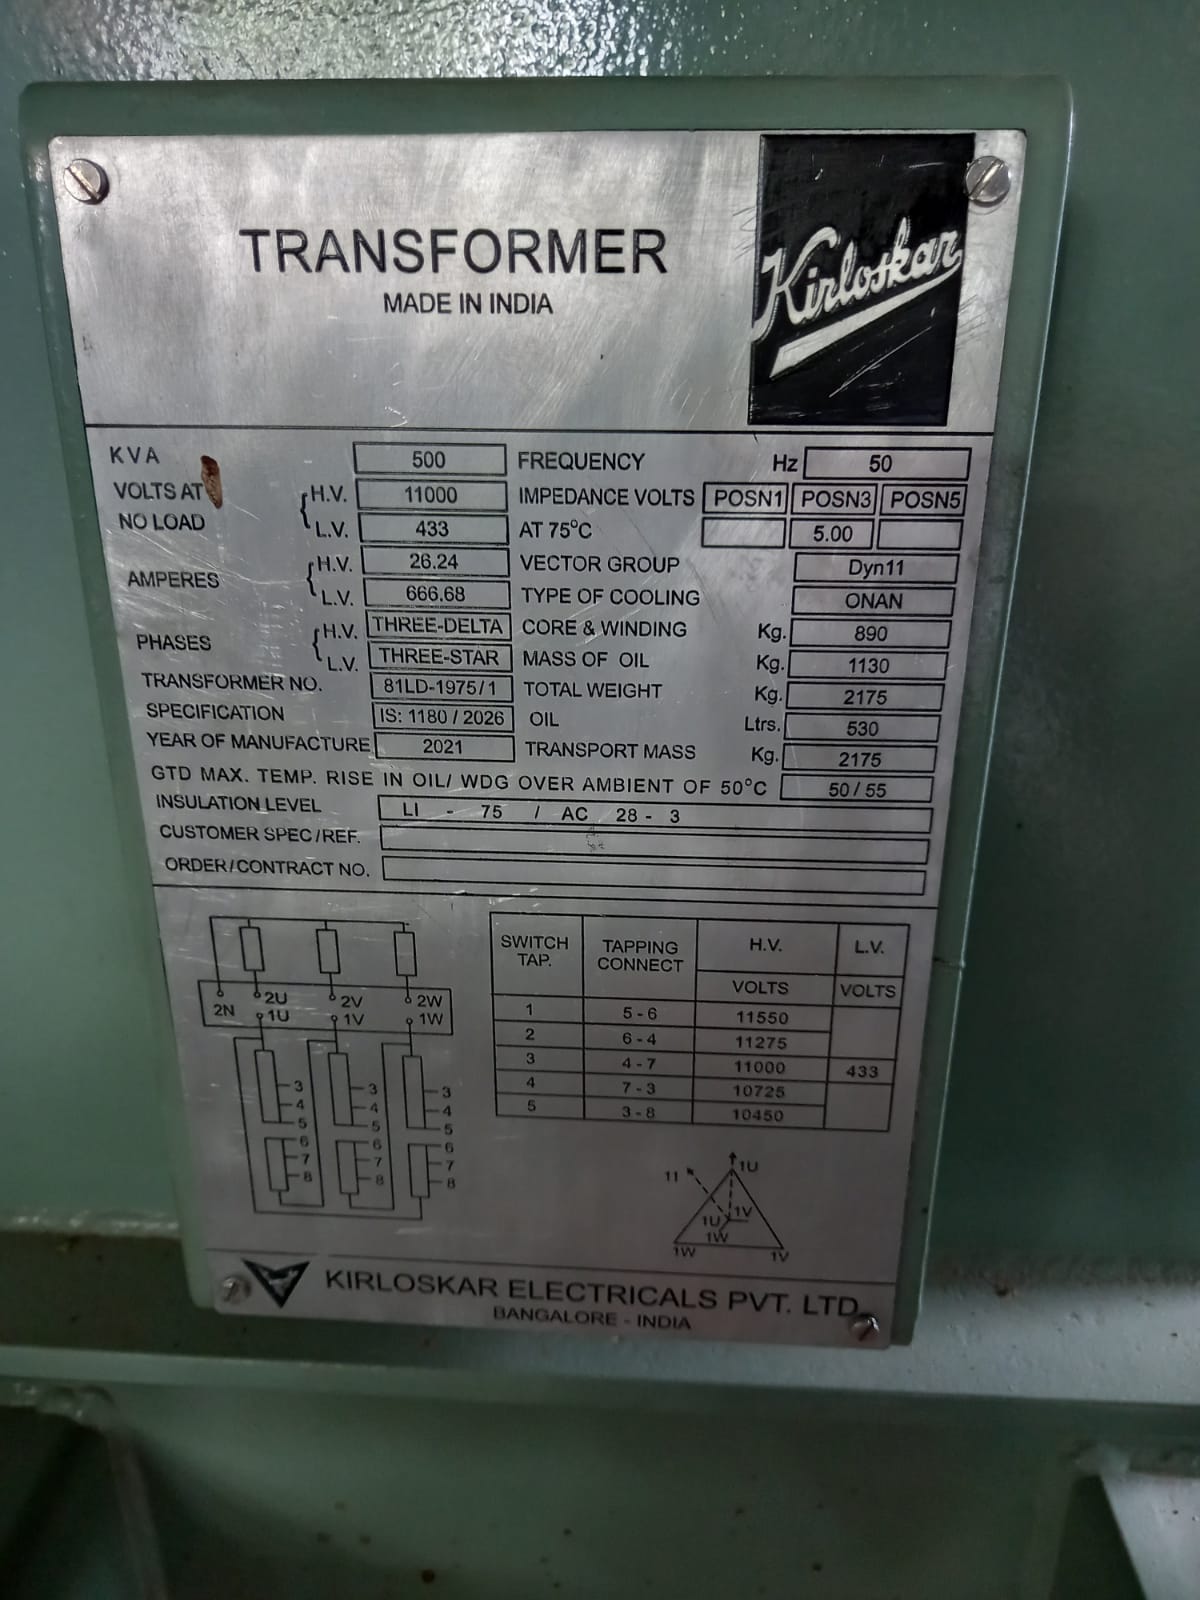 Kirloskar
TRANSFORMER
MADE IN INDIA
KVA 500 FREQUENCY Hz 50
VOLTS AT NO LOAD H.V. 11000 IMPEDANCE VOLTS POSN1 POSN3 POSN5
L.V. 433 AT 75°C 5.00
AMPERES H.V. 26.24 VECTOR GROUP Dyn11
L.V. 666.68 TYPE OF COOLING ONAN
PHASES H.V. THREE-DELTA CORE & WINDING Kg. 890
L.V. THREE-STAR MASS OF OIL Kg. 1130
TRANSFORMER NO. 81LD-1975/1 TOTAL WEIGHT Kg. 2175
SPECIFICATION IS: 1180 / 2026 OIL Ltrs. 530
YEAR OF MANUFACTURE 2021 TRANSPORT MASS Kg. 2175
GTD MAX. TEMP. RISE IN OIL/ WDG OVER AMBIENT OF 50°C 50 / 55
INSULATION LEVEL LI - 75 / AC 28 - 3
CUSTOMER SPEC/REF.
ORDER/CONTRACT NO.
2N 2U 2V 2W
1U 1V 1W
3 3 3
4 4 4
5 5 5
6 6 6
7 7 7
8 8 8
SWITCH TAP. TAPPING CONNECT H.V. L.V.
VOLTS VOLTS
1 5 - 6 11550
2 6 - 4 11275
3 4 - 7 11000 433
4 7 - 3 10725
5 3 - 8 10450
11 1U
1U 1V
1W
1W 1V
KIRLOSKAR ELECTRICALS PVT. LTD.
BANGALORE - INDIA